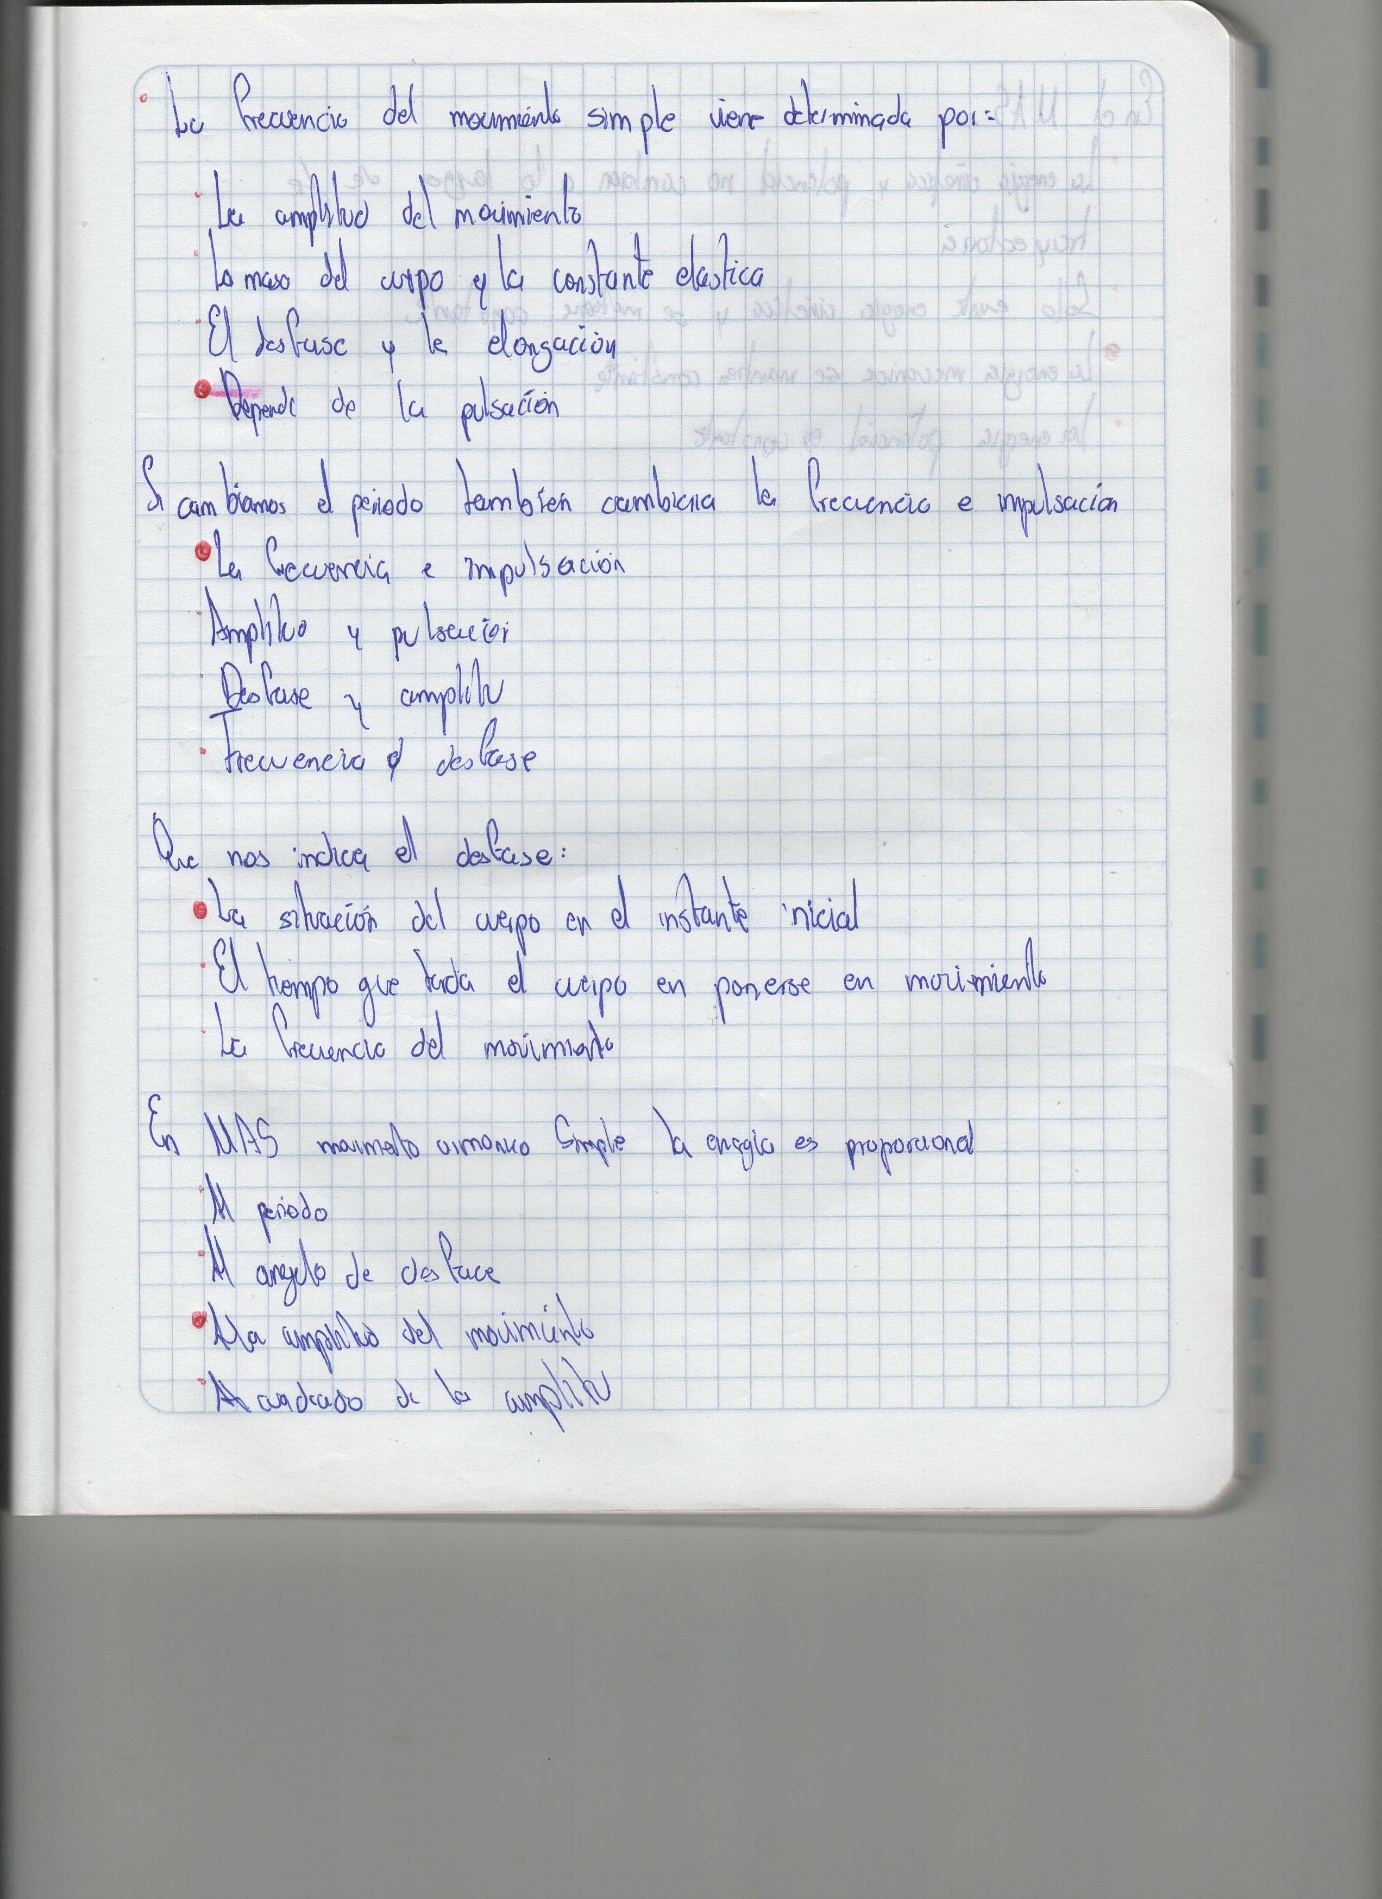 La frecuencia del movimiento simple viene determinada por:
La amplitud del movimiento
La masa del cuerpo y la constante elastica
El desfase y la elongación
Depende de la pulsación
Si cambiamos el periodo también cambiaria la frecuencia e impulsación
La frecuencia e impulsación
Amplitud y pulsación
Desfase y amplitu
Frecuencia y desfase
Que nos indica el desfase:
La situación del cuerpo en el instante inicial
El tiempo que tarda el cuerpo en ponerse en movimiento
La frecuencia del movimiento
En MAS movimiento armonico simple la energia es proporcional
Al periodo
Al angulo de desface
A la amplitud del movimiento
Al cuadrado de la amplitu